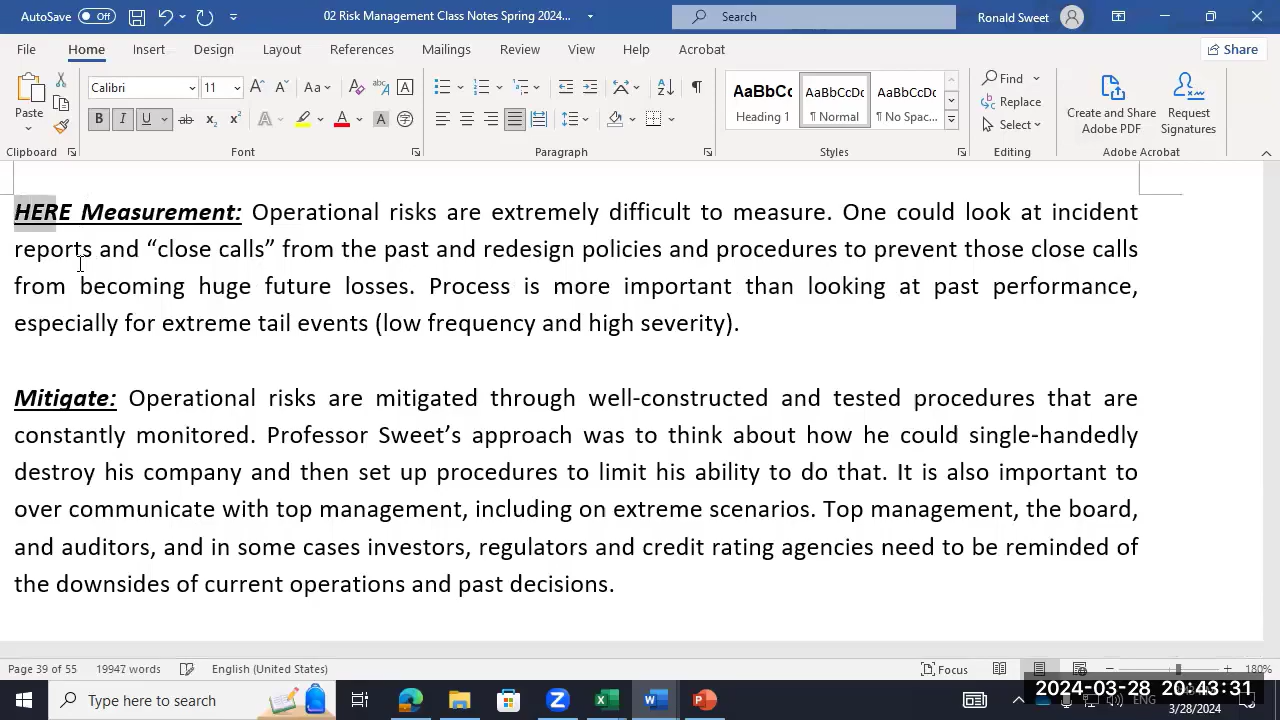 AutoSave Off 02 Risk Management Class Notes Spring 2024... Search Ronald Sweet
File Home Insert Design Layout References Mailings Review View Help Acrobat Share
Paste Calibri 11 Aa AaBbCc AaBbCcDc AaBbCcDc Find Replace Select Create and Share Adobe PDF Request Signatures
B I U ab x₂ x² A A A Heading 1 ¶ Normal ¶ No Spac...
Clipboard Font Paragraph Styles Editing Adobe Acrobat
HERE Measurement: Operational risks are extremely difficult to measure. One could look at incident
reports and “close calls” from the past and redesign policies and procedures to prevent those close calls
from becoming huge future losses. Process is more important than looking at past performance,
especially for extreme tail events (low frequency and high severity).
Mitigate: Operational risks are mitigated through well-constructed and tested procedures that are
constantly monitored. Professor Sweet’s approach was to think about how he could single-handedly
destroy his company and then set up procedures to limit his ability to do that. It is also important to
over communicate with top management, including on extreme scenarios. Top management, the board,
and auditors, and in some cases investors, regulators and credit rating agencies need to be reminded of
the downsides of current operations and past decisions.
Page 39 of 55 19947 words English (United States) Focus 180%
Type here to search ENG
2024-03-28 20:43:31
3/28/2024